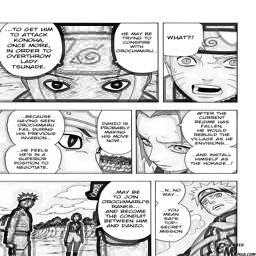 WHAT?!
HE MAY BE
TRYING TO
CONSPIRE
WITH
OROCHIMARU
...TO GET HIM
TO ATTACK
KONOHA
ONCE MORE,
IN ORDER TO
OVERTHROW
LADY
TSUNADE.
AFTER THE
CURRENT
REGIME
HAS FALLEN,
HE WOULD
REBUILD THE
VILLAGE AS HE
ENVISIONS...
AND INSTALL
HIMSELF AS
THE HOKAGE...!
DANZO IS
PROBABLY
MAKING
HIS MOVE
NOW...
...BECAUSE
HAVING SEEN
OROCHIMARU
FAIL DURING
HIS PREVIOUS
INVASION...
HE FEELS
HE'S IN A
SUPERIOR
POSITION TO
NEGOTIATE.
N...NO
WAY...
YOU
MEAN SAI'S
TOP-
SECRET
MISSION
...MAY BE
TO JOIN
OROCHIMARU'S
RANKS...
AND BECOME
THE CONDUIT
BETWEEN HIM
AND DANZO.